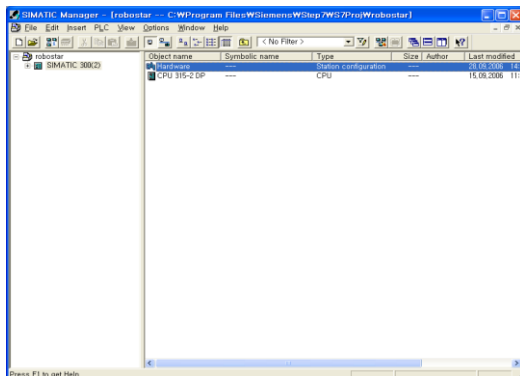 SIMATIC Manager - [robostar -- C:₩Program Files₩Siemens₩Step7₩S7Proj₩robostar]
File Edit Insert PLC View Options Window Help
< No Filter >
robostar
SIMATIC 300(2)
Object name Symbolic name Type Size Author Last modified
Hardware --- Station configuration --- 28,09,2006 14:
CPU 315-2 DP --- CPU --- 15,09,2006
Press F1 to get Help.